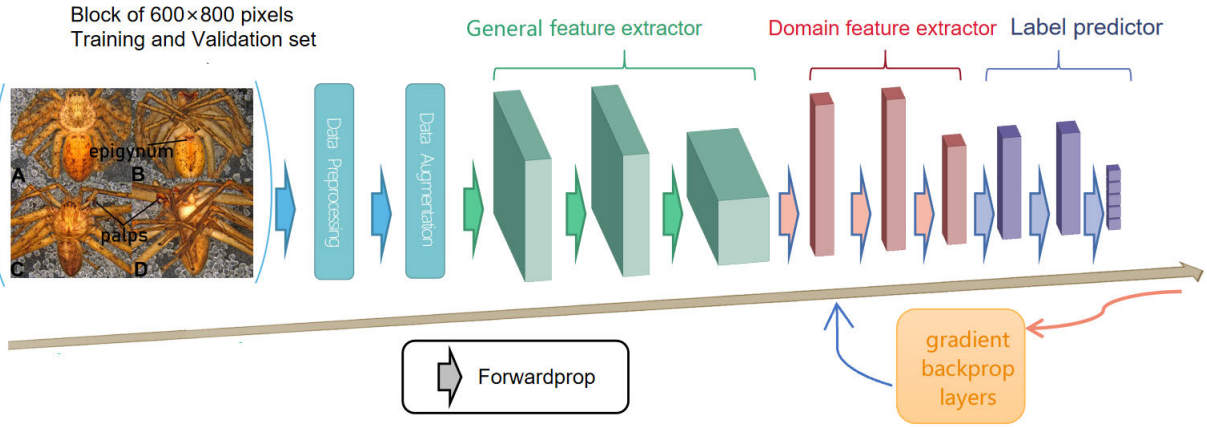 Block of 600×800 pixels
Training and Validation set
General feature extractor
Domain feature extractor
Label predictor
epigynum
A
B
palps
C
D
Data Preprocessing
Data Augmentation
Forwardprop
gradient
backprop
layers